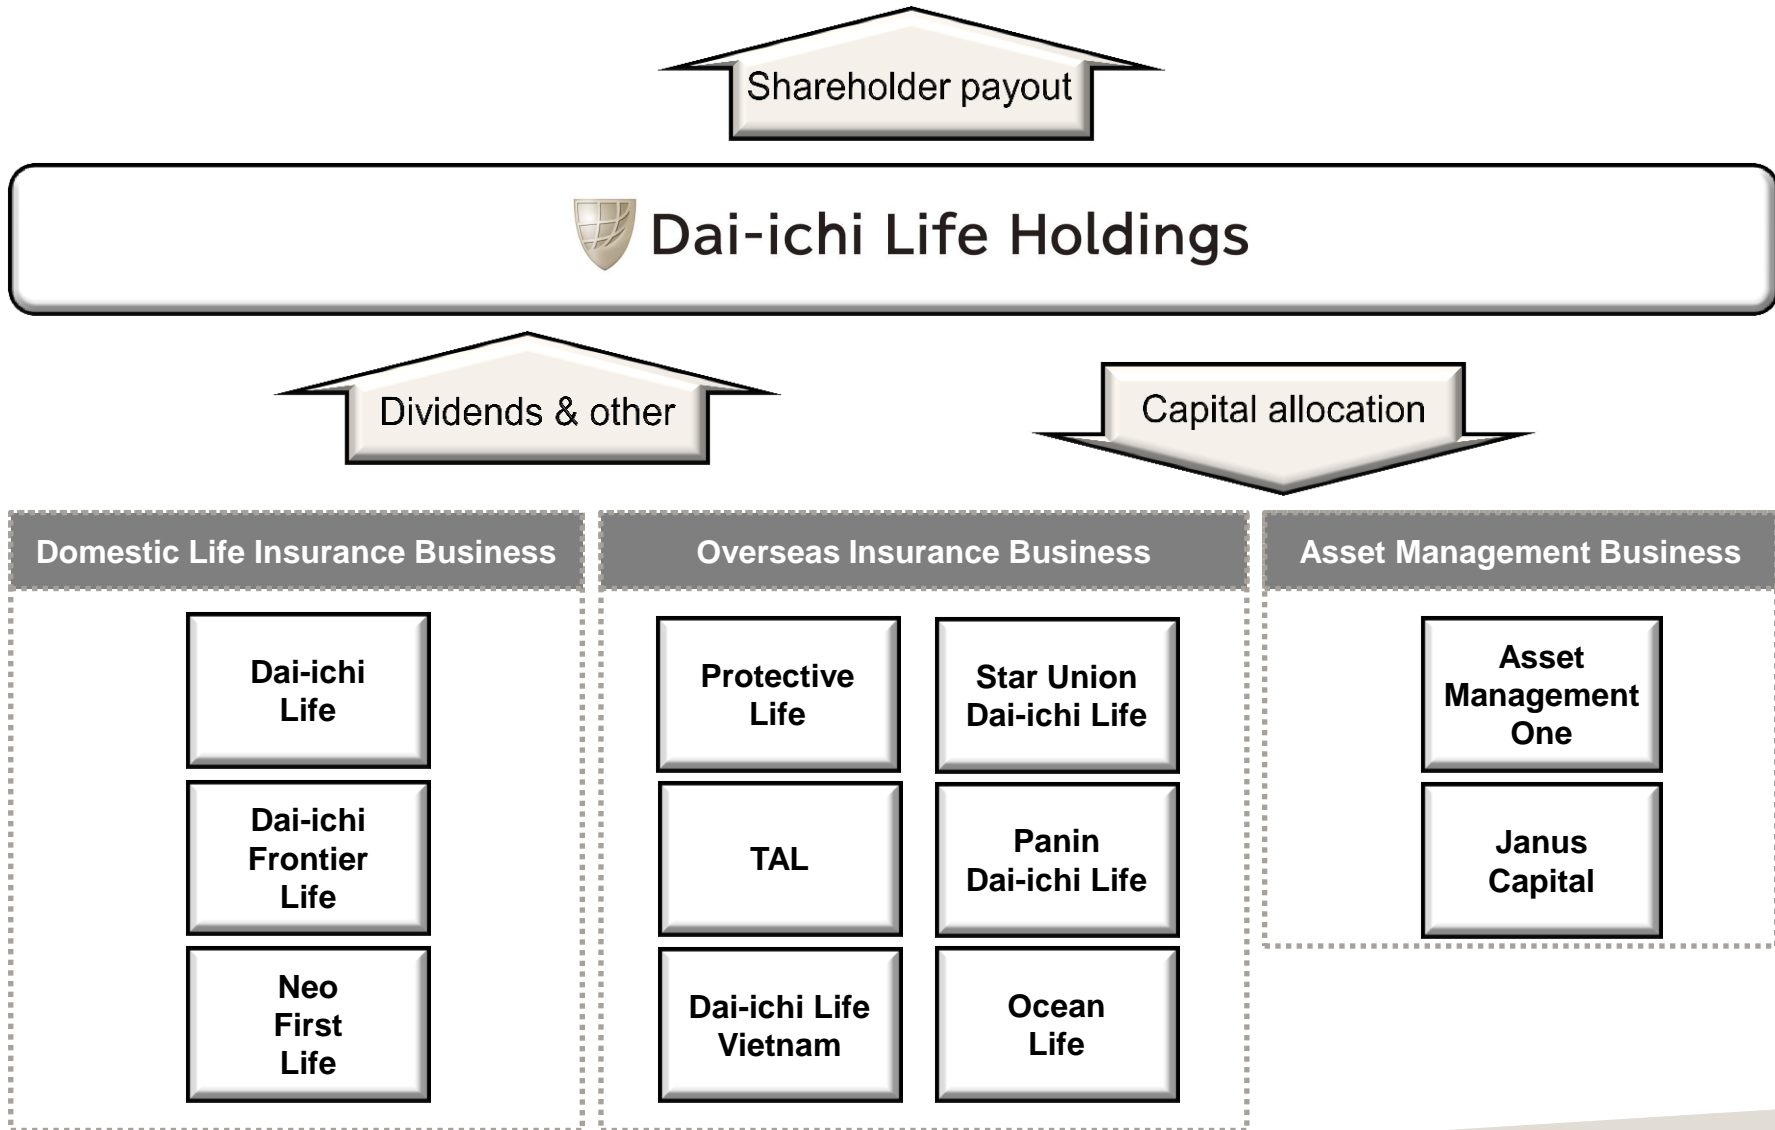 Shareholder payout
Dai-ichi Life Holdings
Dividends & other
Capital allocation
Domestic Life Insurance Business
Dai-ichi
Life
Dai-ichi
Frontier
Life
Neo
First
Life
Overseas Insurance Business
Protective
Life
Star Union
Dai-ichi Life
TAL
Panin
Dai-ichi Life
Dai-ichi Life
Vietnam
Ocean
Life
Asset Management Business
Asset
Management
One
Janus
Capital